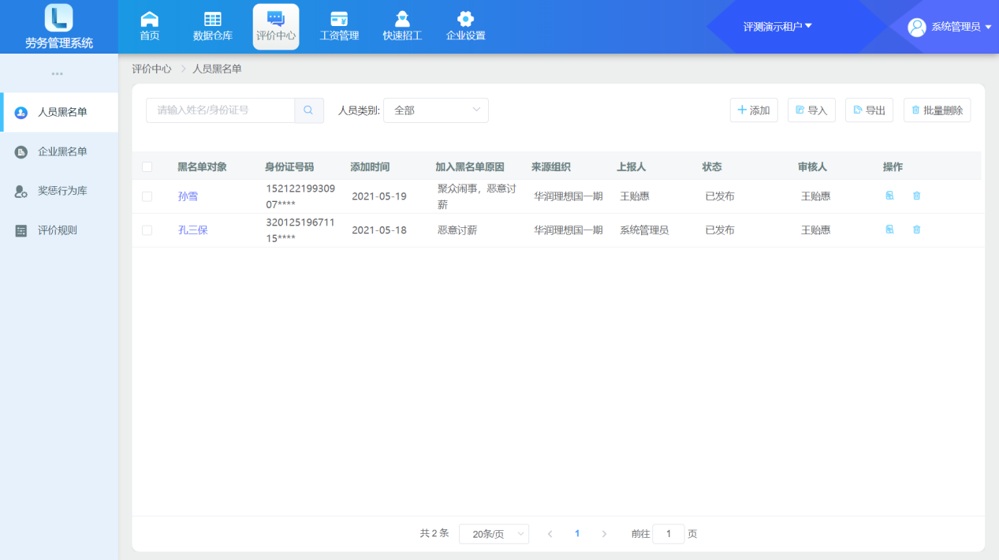 劳务管理系统
首页
数据仓库
评价中心
工资管理
快速招工
企业设置
评测演示租户
系统管理员
评价中心 > 人员黑名单
人员黑名单
企业黑名单
奖惩行为库
评价规则
请输入姓名/身份证号
人员类别: 全部
添加
导入
导出
批量删除
黑名单对象 身份证号码 添加时间 加入黑名单原因 来源组织 上报人 状态 审核人 操作
孙雪 152122199309 2021-05-19 聚众闹事，恶意讨 华润理想国一期 王贻惠 已发布 王贻惠
07**** 薪
孔三保 320125196711 2021-05-18 恶意讨薪 华润理想国一期 系统管理员 已发布 王贻惠
15****
共 2 条 20条/页 1 前往 1 页